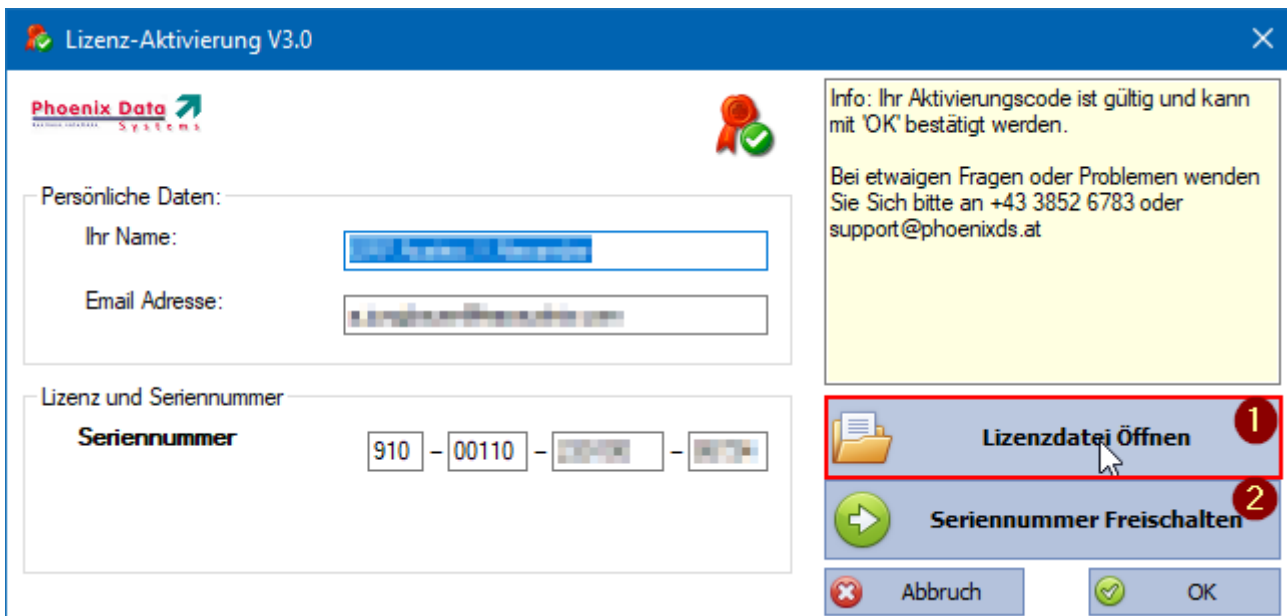 Lizenz-Aktivierung V3.0
Phoenix Data
Systems
Info: Ihr Aktivierungscode ist gültig und kann
mit 'OK' bestätigt werden.
Bei etwaigen Fragen oder Problemen wenden
Sie Sich bitte an +43 3852 6783 oder
support@phoenixds.at
Persönliche Daten:
Ihr Name:
Email Adresse:
Lizenz und Seriennummer
Seriennummer
910 – 00110 – –
Lizenzdatei Öffnen
1
Seriennummer Freischalten
2
Abbruch
OK